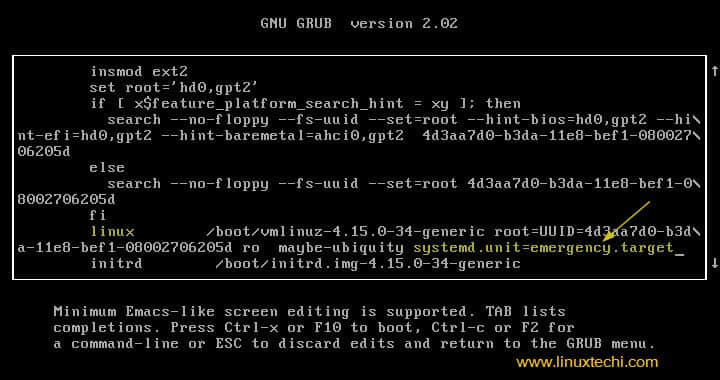 GNU GRUB  version 2.02
insmod ext2
set root='hd0,gpt2'
if [ x$feature_platform_search_hint = xy ]; then
search --no-floppy --fs-uuid --set=root --hint-bios=hd0,gpt2 --hi\
nt-efi=hd0,gpt2 --hint-baremetal=ahci0,gpt2  4d3aa7d0-b3da-11e8-bef1-080027\
06205d
else
search --no-floppy --fs-uuid --set=root 4d3aa7d0-b3da-11e8-bef1-0\
8002706205d
fi
linux        /boot/vmlinuz-4.15.0-34-generic root=UUID=4d3aa7d0-b3d\
a-11e8-bef1-080027​06205d ro  maybe-ubiquity systemd.unit=emergency.target_
initrd        /boot/initrd.img-4.15.0-34-generic
Minimum Emacs-like screen editing is supported. TAB lists
completions. Press Ctrl-x or F10 to boot, Ctrl-c or F2 for
a command-line or ESC to discard edits and return to the GRUB menu.
www.linuxtechi.com